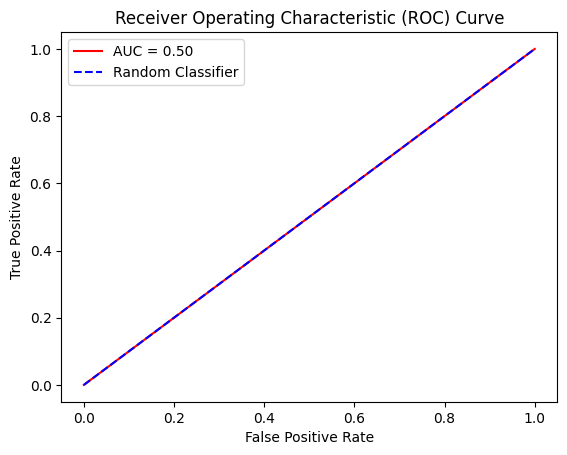 Receiver Operating Characteristic (ROC) Curve
AUC = 0.50
Random Classifier
True Positive Rate
1.0
0.8
0.6
0.4
0.2
0.0
0.0 0.2 0.4 0.6 0.8 1.0
False Positive Rate